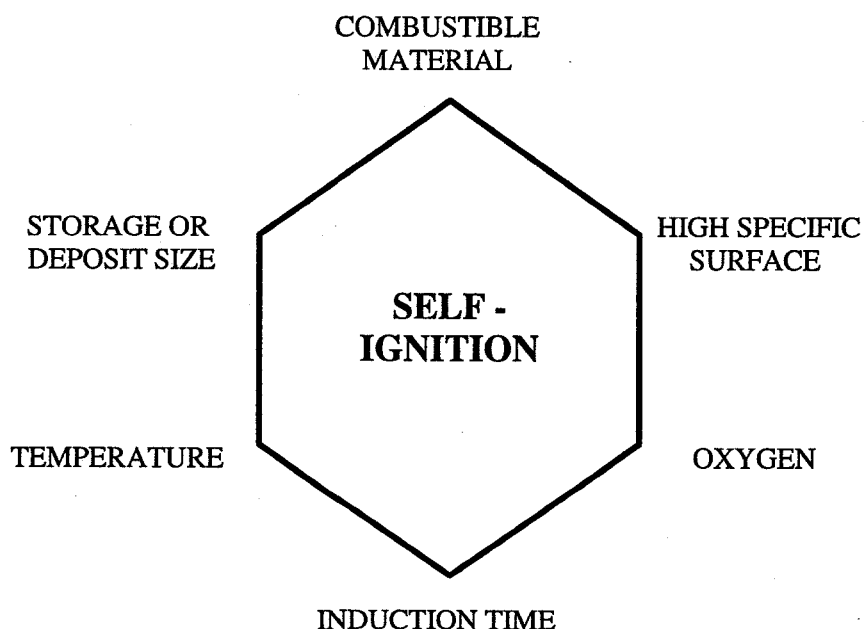 COMBUSTIBLE
MATERIAL
STORAGE OR
DEPOSIT SIZE
HIGH SPECIFIC
SURFACE
SELF -
IGNITION
TEMPERATURE
OXYGEN
INDUCTION TIME